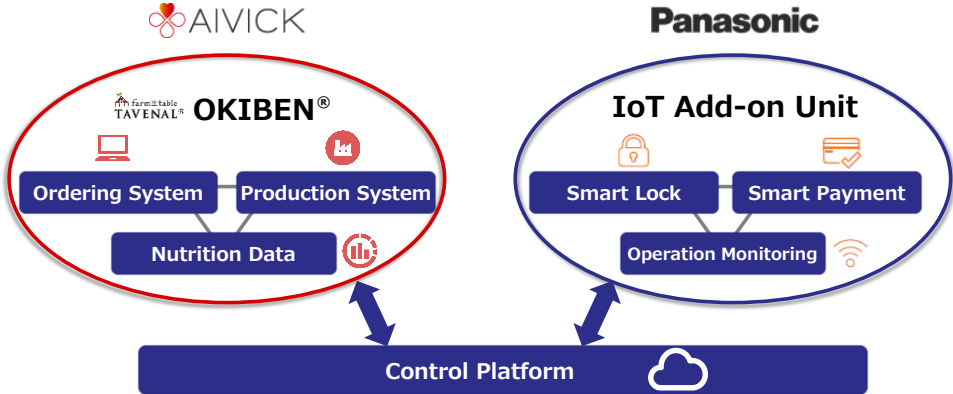 AIVICK
Panasonic
farm to table
TAVENAL® OKIBEN®
IoT Add-on Unit
Ordering System
Production System
Nutrition Data
Smart Lock
Smart Payment
Operation Monitoring
Control Platform